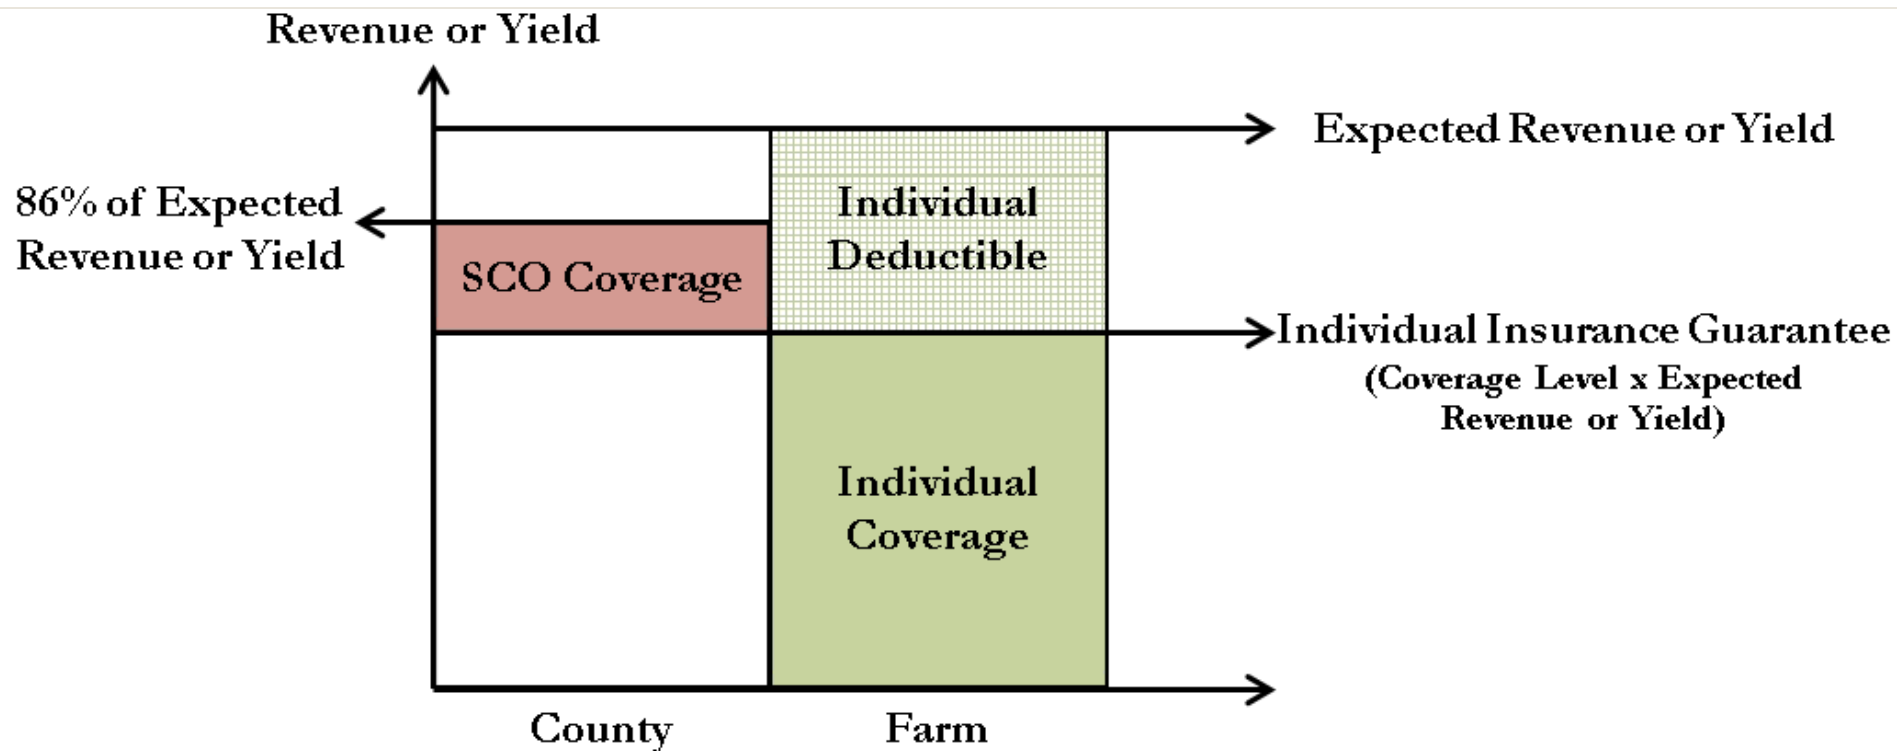 Revenue or Yield
Expected Revenue or Yield
86% of Expected
Revenue or Yield
Individual
Deductible
SCO Coverage
Individual Insurance Guarantee
(Coverage Level x Expected
Revenue or Yield)
Individual
Coverage
County
Farm